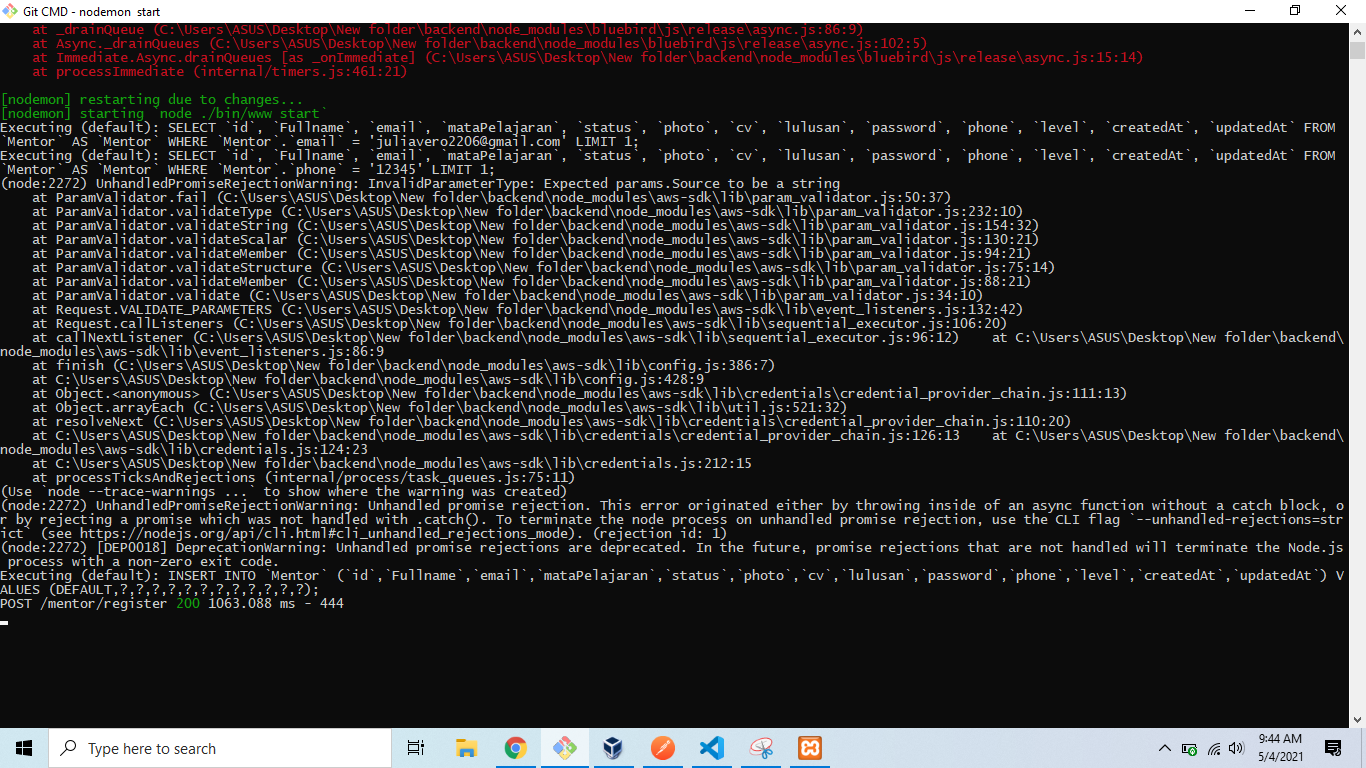 Git CMD - nodemon start
at _drainQueue (C:\Users\ASUS\Desktop\New folder\backend\node_modules\bluebird\js\release\async.js:86:9)
at Async._drainQueues (C:\Users\ASUS\Desktop\New folder\backend\node_modules\bluebird\js\release\async.js:102:5)
at Immediate.Async.drainQueues [as _onImmediate] (C:\Users\ASUS\Desktop\New folder\backend\node_modules\bluebird\js\release\async.js:15:14)
at processImmediate (internal/timers.js:461:21)
[nodemon] restarting due to changes...
[nodemon] starting `node ./bin/www start`
Executing (default): SELECT `id`, `Fullname`, `email`, `mataPelajaran`, `status`, `photo`, `cv`, `lulusan`, `password`, `phone`, `level`, `createdAt`, `updatedAt` FROM
`Mentor` AS `Mentor` WHERE `Mentor`.`email` = 'juliavero2206@gmail.com' LIMIT 1;
Executing (default): SELECT `id`, `Fullname`, `email`, `mataPelajaran`, `status`, `photo`, `cv`, `lulusan`, `password`, `phone`, `level`, `createdAt`, `updatedAt` FROM
`Mentor` AS `Mentor` WHERE `Mentor`.`phone` = '12345' LIMIT 1;
(node:2272) UnhandledPromiseRejectionWarning: InvalidParameterType: Expected params.Source to be a string
at ParamValidator.fail (C:\Users\ASUS\Desktop\New folder\backend\node_modules\aws-sdk\lib\param_validator.js:50:37)
at ParamValidator.validateType (C:\Users\ASUS\Desktop\New folder\backend\node_modules\aws-sdk\lib\param_validator.js:232:10)
at ParamValidator.validateString (C:\Users\ASUS\Desktop\New folder\backend\node_modules\aws-sdk\lib\param_validator.js:154:32)
at ParamValidator.validateScalar (C:\Users\ASUS\Desktop\New folder\backend\node_modules\aws-sdk\lib\param_validator.js:130:21)
at ParamValidator.validateMember (C:\Users\ASUS\Desktop\New folder\backend\node_modules\aws-sdk\lib\param_validator.js:94:21)
at ParamValidator.validateStructure (C:\Users\ASUS\Desktop\New folder\backend\node_modules\aws-sdk\lib\param_validator.js:75:14)
at ParamValidator.validateMember (C:\Users\ASUS\Desktop\New folder\backend\node_modules\aws-sdk\lib\param_validator.js:88:21)
at ParamValidator.validate (C:\Users\ASUS\Desktop\New folder\backend\node_modules\aws-sdk\lib\param_validator.js:34:10)
at Request.VALIDATE_PARAMETERS (C:\Users\ASUS\Desktop\New folder\backend\node_modules\aws-sdk\lib\event_listeners.js:132:42)
at Request.callListeners (C:\Users\ASUS\Desktop\New folder\backend\node_modules\aws-sdk\lib\sequential_executor.js:106:20)
at callNextListener (C:\Users\ASUS\Desktop\New folder\backend\node_modules\aws-sdk\lib\sequential_executor.js:96:12)    at C:\Users\ASUS\Desktop\New folder\backend\
node_modules\aws-sdk\lib\event_listeners.js:86:9
at finish (C:\Users\ASUS\Desktop\New folder\backend\node_modules\aws-sdk\lib\config.js:386:7)
at C:\Users\ASUS\Desktop\New folder\backend\node_modules\aws-sdk\lib\config.js:428:9
at Object.<anonymous> (C:\Users\ASUS\Desktop\New folder\backend\node_modules\aws-sdk\lib\credentials\credential_provider_chain.js:111:13)
at Object.arrayEach (C:\Users\ASUS\Desktop\New folder\backend\node_modules\aws-sdk\lib\util.js:521:32)
at resolveNext (C:\Users\ASUS\Desktop\New folder\backend\node_modules\aws-sdk\lib\credentials\credential_provider_chain.js:110:20)
at C:\Users\ASUS\Desktop\New folder\backend\node_modules\aws-sdk\lib\credentials\credential_provider_chain.js:126:13    at C:\Users\ASUS\Desktop\New folder\backend\
node_modules\aws-sdk\lib\credentials.js:124:23
at C:\Users\ASUS\Desktop\New folder\backend\node_modules\aws-sdk\lib\credentials.js:212:15
at processTicksAndRejections (internal/process/task_queues.js:75:11)
(Use `node --trace-warnings ...` to show where the warning was created)
(node:2272) UnhandledPromiseRejectionWarning: Unhandled promise rejection. This error originated either by throwing inside of an async function without a catch block, o
r by rejecting a promise which was not handled with .catch(). To terminate the node process on unhandled promise rejection, use the CLI flag `--unhandled-rejections=str
ict` (see https://nodejs.org/api/cli.html#cli_unhandled_rejections_mode). (rejection id: 1)
(node:2272) [DEP0018] DeprecationWarning: Unhandled promise rejections are deprecated. In the future, promise rejections that are not handled will terminate the Node.js
process with a non-zero exit code.
Executing (default): INSERT INTO `Mentor` (`id`,`Fullname`,`email`,`mataPelajaran`,`status`,`photo`,`cv`,`lulusan`,`password`,`phone`,`level`,`createdAt`,`updatedAt`) V
ALUES (DEFAULT,?,?,?,?,?,?,?,?,?,?,?,?);
POST /mentor/register 200 1063.088 ms - 444
Type here to search
9:44 AM
5/4/2021